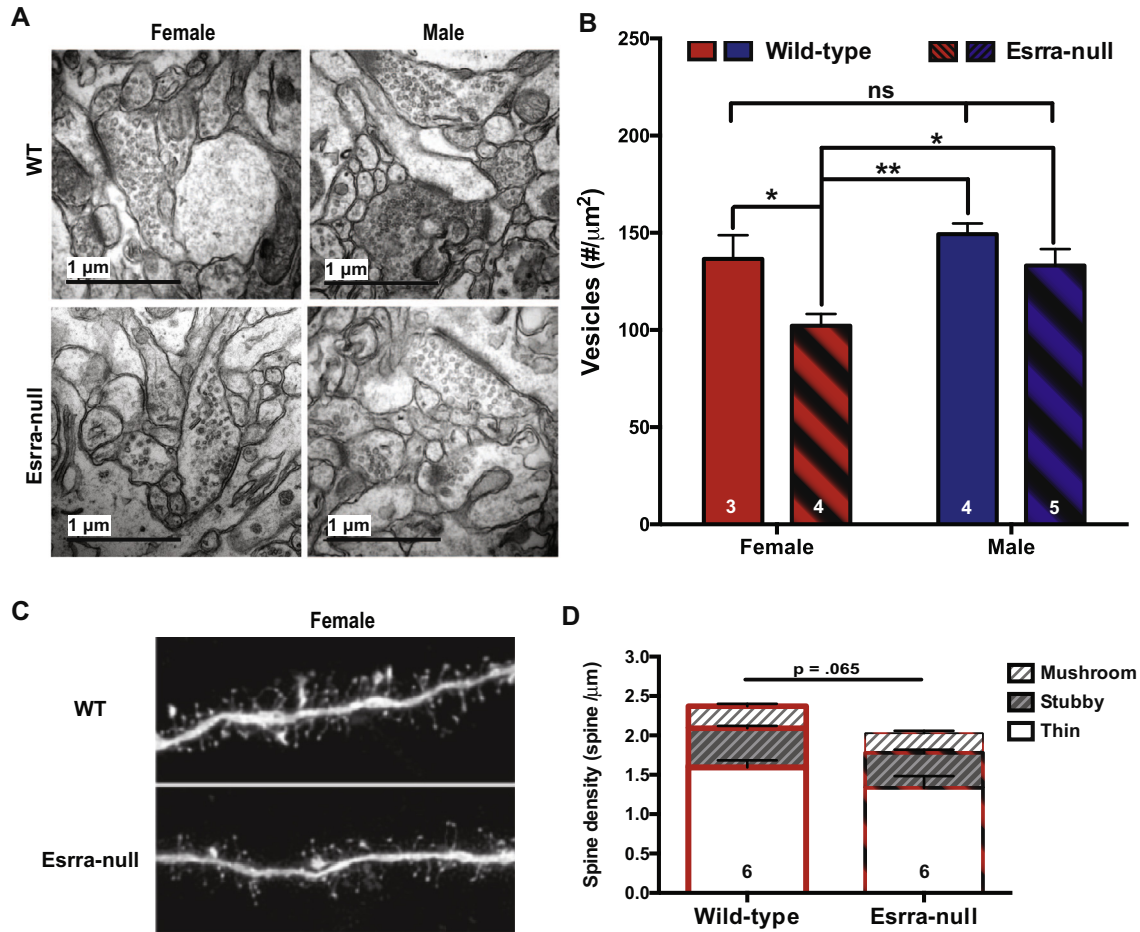 A
Female
Male
WT
1 µm
1 µm
Esrra-null
1 µm
1 µm
B
Vesicles (#/µm²)
250
200
150
100
50
0
Wild-type
Esrra-null
ns
*
**
*
3
4
4
5
Female
Male
C
Female
WT
Esrra-null
D
Spine density (spine /µm)
3.0
2.5
2.0
1.5
1.0
0.5
0.0
p = .065
Mushroom
Stubby
Thin
6
6
Wild-type
Esrra-null